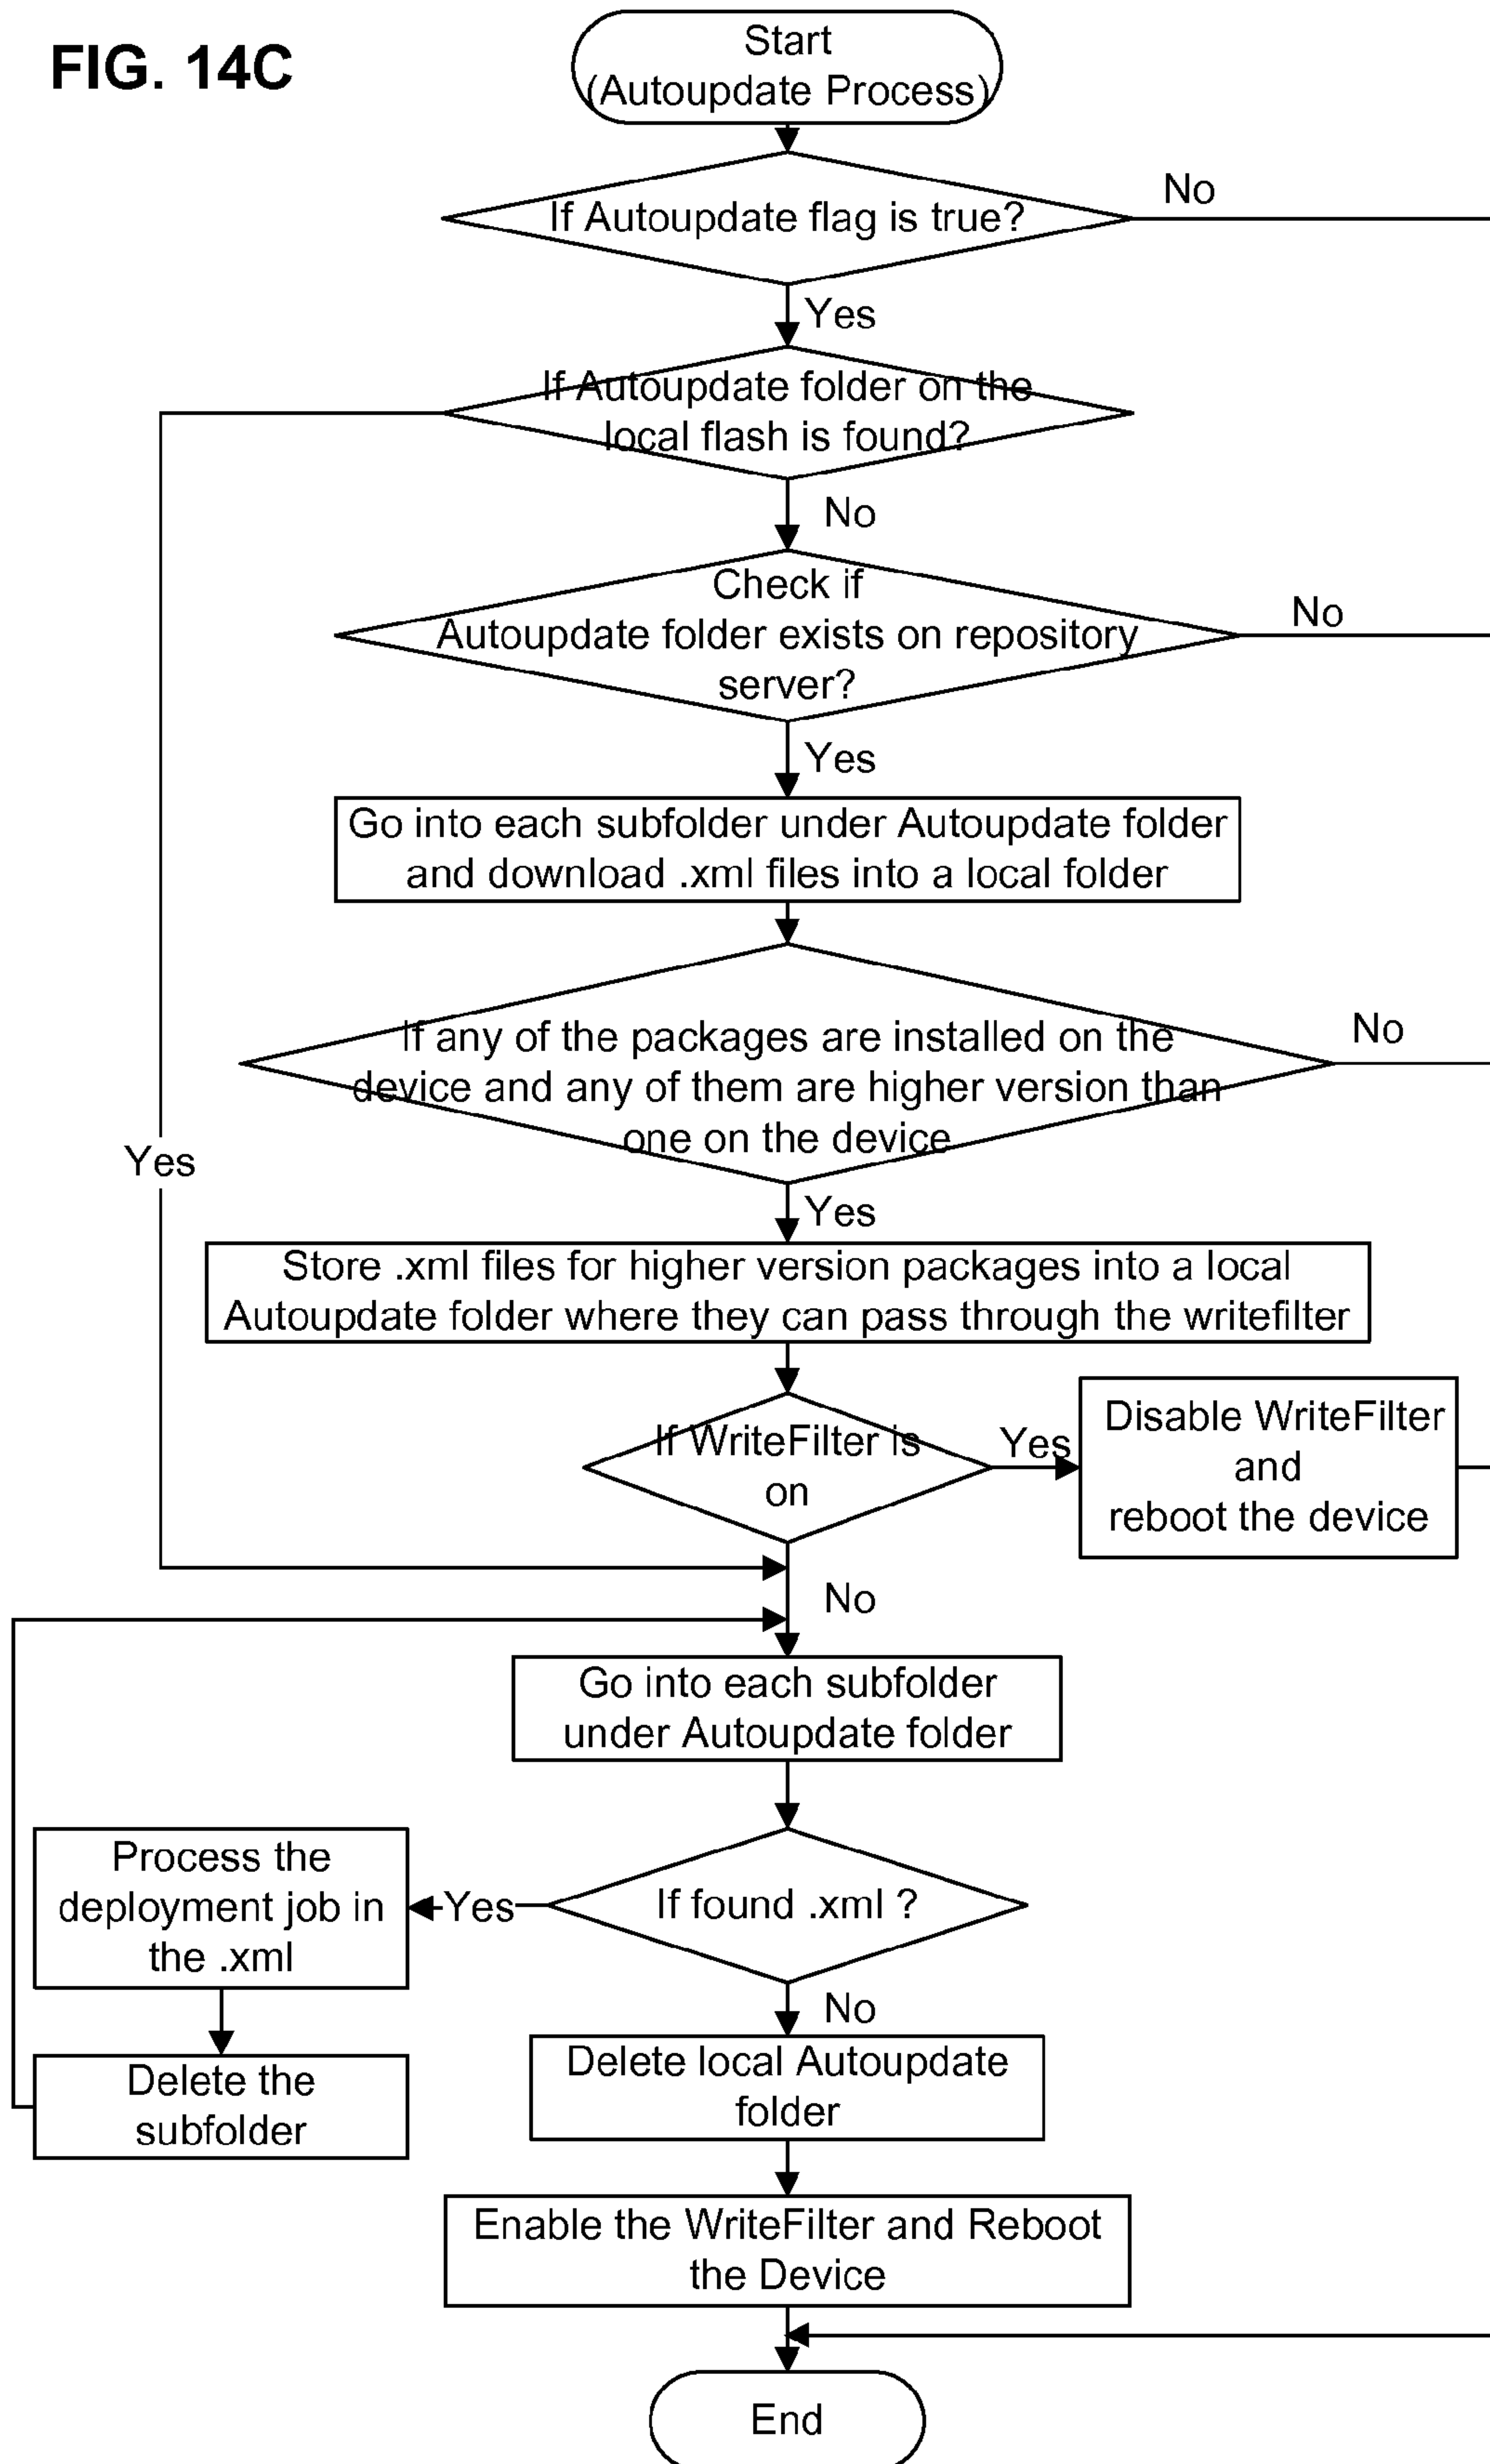 FIG. 14C
Start
(Autoupdate Process)
If Autoupdate flag is true?
No
Yes
If Autoupdate folder on the
local flash is found?
No
Check if
Autoupdate folder exists on repository
server?
No
Yes
Go into each subfolder under Autoupdate folder
and download .xml files into a local folder
If any of the packages are installed on the
device and any of them are higher version than
one on the device
No
Yes
Yes
Store .xml files for higher version packages into a local
Autoupdate folder where they can pass through the writefilter
If WriteFilter is
on
Yes
Disable WriteFilter
and
reboot the device
No
Go into each subfolder
under Autoupdate folder
If found .xml ?
Yes
Process the
deployment job in
the .xml
Delete the
subfolder
No
Delete local Autoupdate
folder
Enable the WriteFilter and Reboot
the Device
End